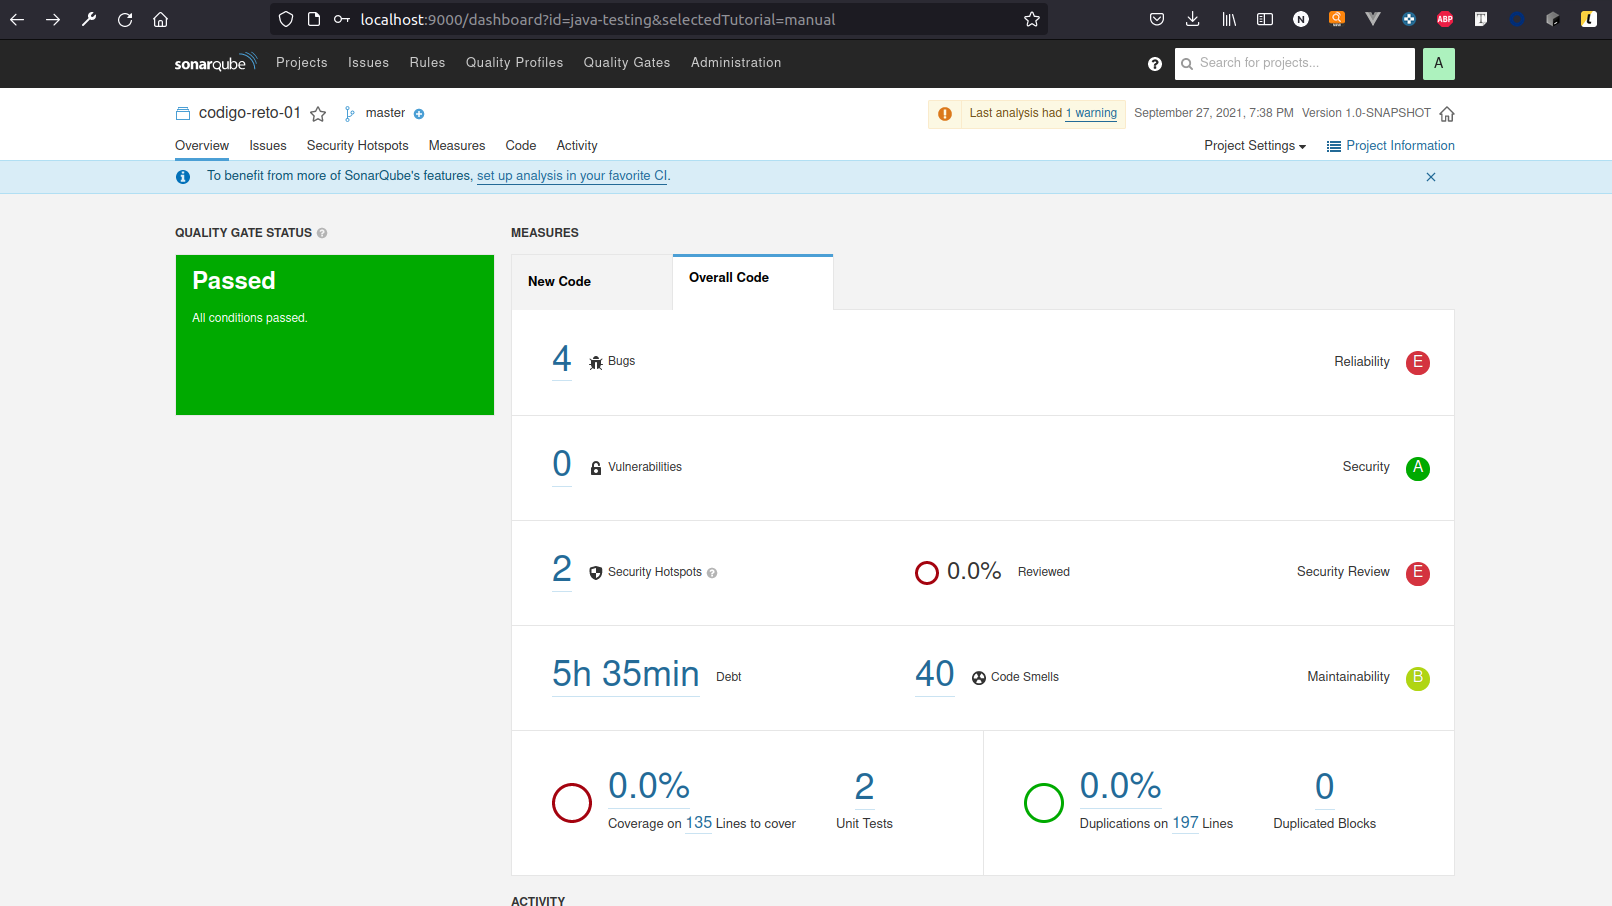 localhost:9000/dashboard?id=java-testing&selectedTutorial=manual
N
ABP
T
sonarqube Projects Issues Rules Quality Profiles Quality Gates Administration
? Search for projects... A
codigo-reto-01 master
Last analysis had 1 warning September 27, 2021, 7:38 PM Version 1.0-SNAPSHOT
Overview Issues Security Hotspots Measures Code Activity
Project Settings Project Information
To benefit from more of SonarQube's features, set up analysis in your favorite CI.
QUALITY GATE STATUS ?
Passed
All conditions passed.
MEASURES
New Code
Overall Code
4 Bugs
Reliability E
0 Vulnerabilities
Security A
2 Security Hotspots ?
0.0% Reviewed
Security Review E
5h 35min Debt
40 Code Smells
Maintainability B
0.0%
Coverage on 135 Lines to cover
2
Unit Tests
0.0%
Duplications on 197 Lines
0
Duplicated Blocks
ACTIVITY